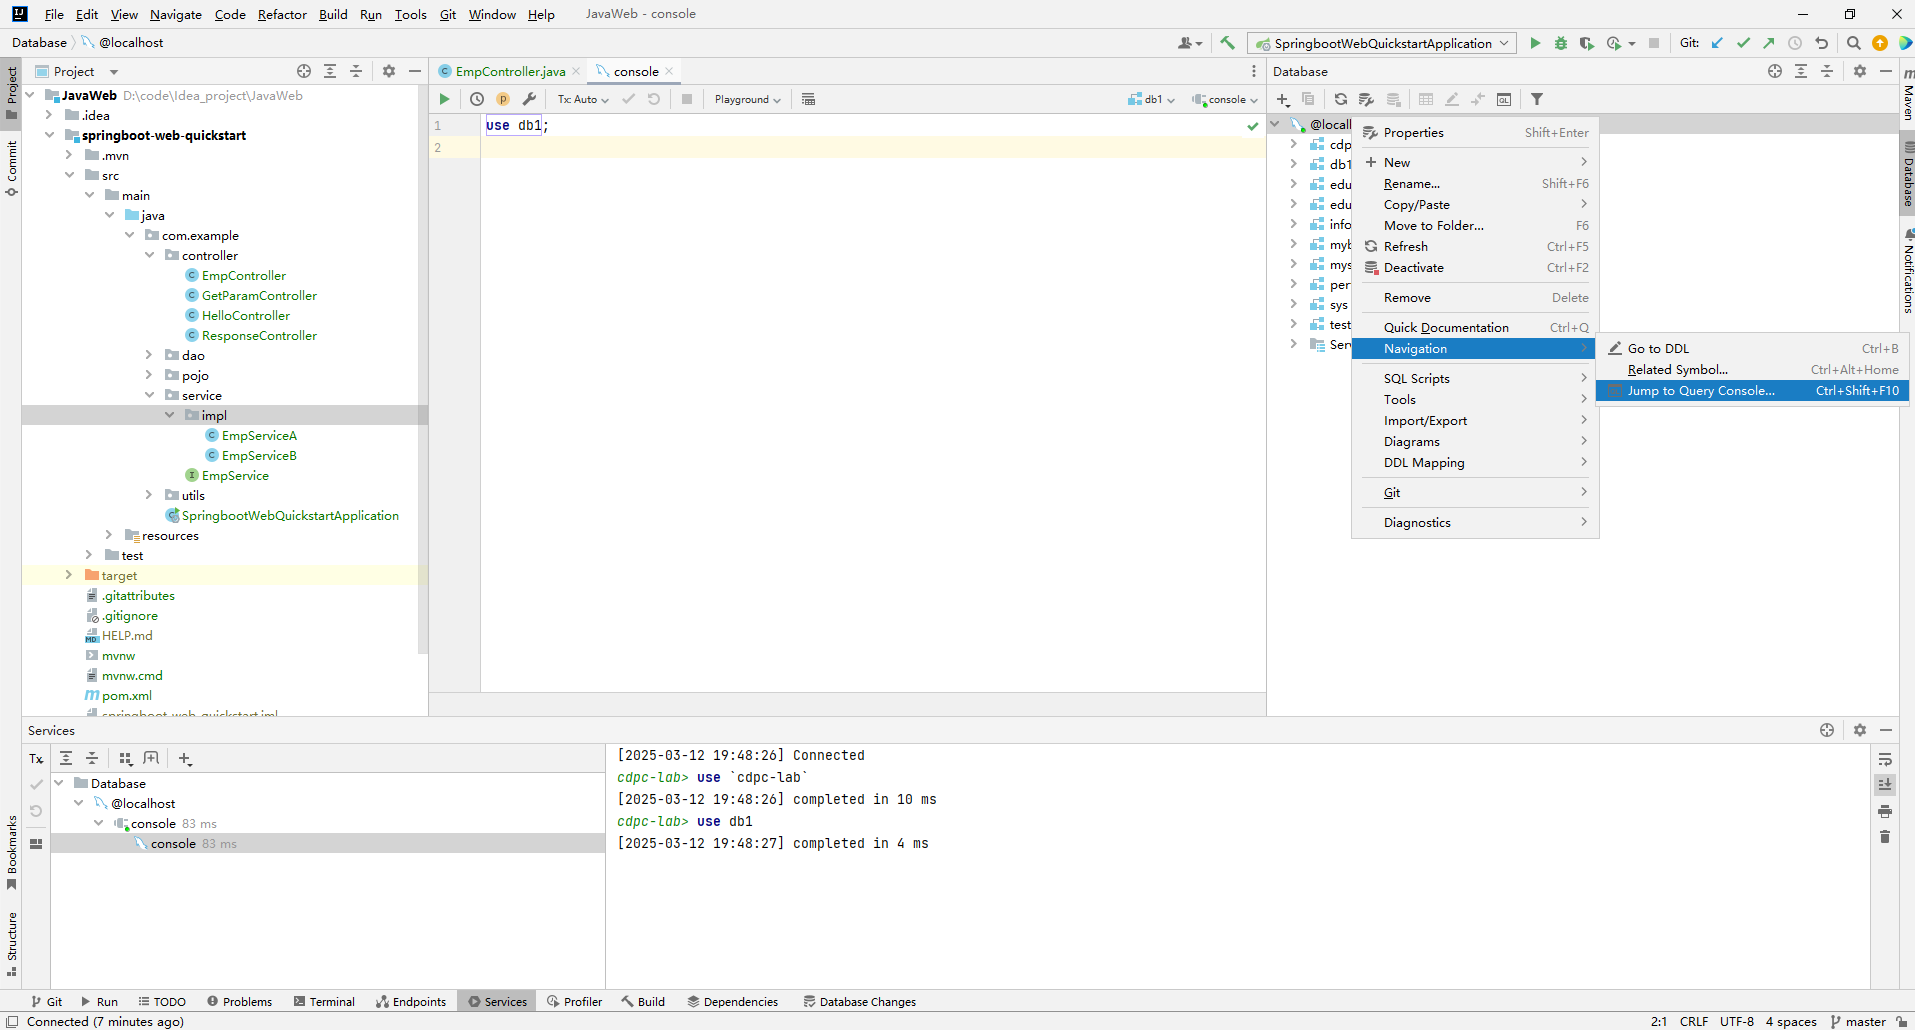 File Edit View Navigate Code Refactor Build Run Tools Git Window Help JavaWeb - console
Database @localhost
SpringbootWebQuickstartApplication
Git:
Project
EmpController.java
console
Database
JavaWeb D:\code\Idea_project\JavaWeb
.idea
springboot-web-quickstart
.mvn
src
main
java
com.example
controller
EmpController
GetParamController
HelloController
ResponseController
dao
pojo
service
impl
EmpServiceA
EmpServiceB
EmpService
utils
SpringbootWebQuickstartApplication
resources
test
target
.gitattributes
.gitignore
HELP.md
mvnw
mvnw.cmd
pom.xml
springboot-web-quickstart.iml
Tx: Auto
Playground
db1
console
1 use db1;
2
@locall
cdp
db1
edu
edu
info
myb
mys
per
sys
test
Ser
Properties Shift+Enter
New
Rename... Shift+F6
Copy/Paste
Move to Folder... F6
Refresh Ctrl+F5
Deactivate Ctrl+F2
Remove Delete
Quick Documentation Ctrl+Q
Navigation
SQL Scripts
Tools
Import/Export
Diagrams
DDL Mapping
Git
Diagnostics
Go to DDL Ctrl+B
Related Symbol... Ctrl+Alt+Home
Jump to Query Console... Ctrl+Shift+F10
Project
Commit
Bookmarks
Structure
Maven
Database
Notifications
Services
Tx
Database
@localhost
console 83 ms
console 83 ms
[2025-03-12 19:48:26] Connected
cdpc-lab> use `cdpc-lab`
[2025-03-12 19:48:26] completed in 10 ms
cdpc-lab> use db1
[2025-03-12 19:48:27] completed in 4 ms
Git Run TODO Problems Terminal Endpoints Services Profiler Build Dependencies Database Changes
Connected (7 minutes ago)
2:1 CRLF UTF-8 4 spaces master